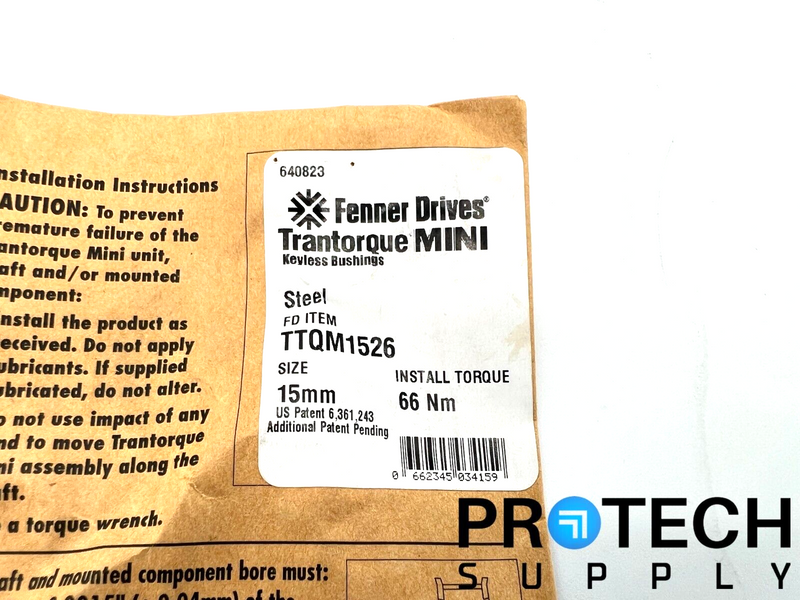 nstallation Instructions
AUTION: To prevent
remature failure of the
antorque Mini unit,
aft and/or mounted
mponent:
nstall the product as
eceived. Do not apply
ubricants. If supplied
ubricated, do not alter.
o not use impact of any
nd to move Trantorque
ni assembly along the
ft.
a torque wrench.
aft and mounted component bore must:
640823
Fenner Drives®
Trantorque MINI
Keyless Bushings
Steel
FD ITEM
TTQM1526
SIZE
15mm
INSTALL TORQUE
66 Nm
US Patent 6,361,243
Additional Patent Pending
0 662345 034159
PROTECH
SUPPLY